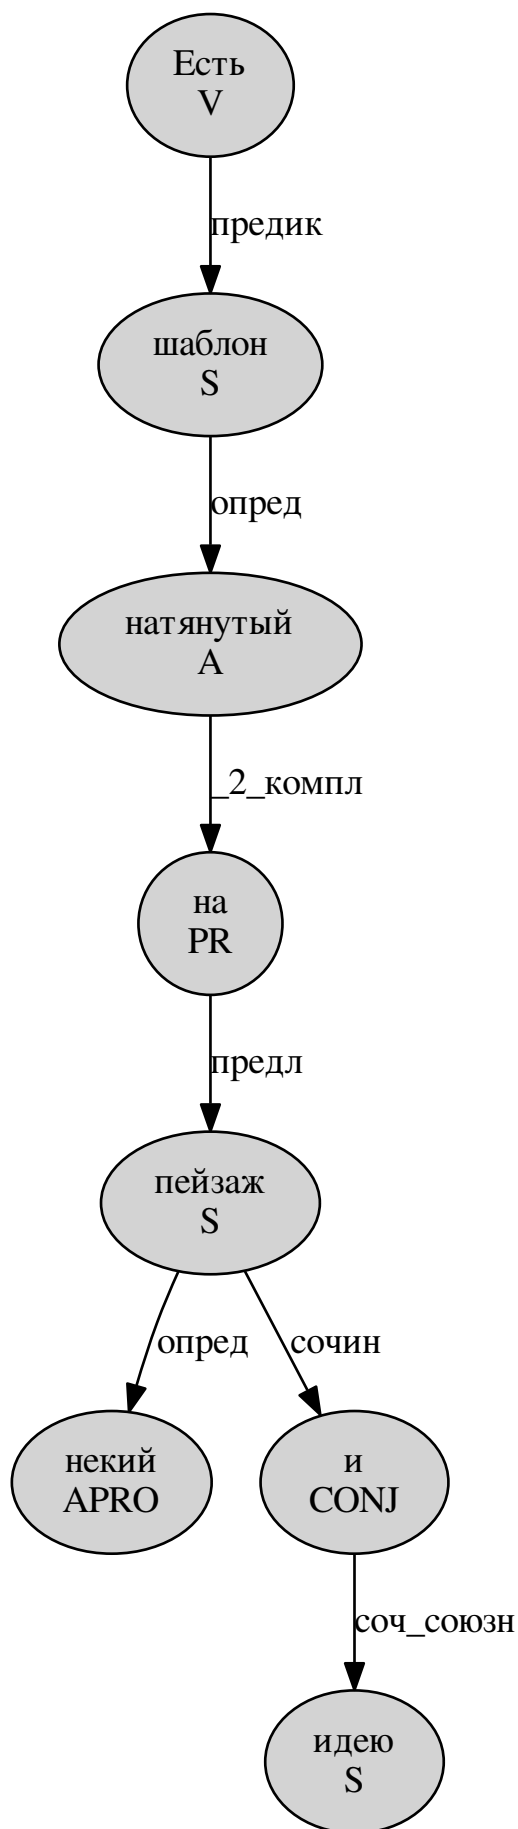 Есть
V
предик
шаблон
S
опред
натянутый
A
_2_компл
на
PR
предл
пейзаж
S
опред
сочин
некий
APRO
и
CONJ
соч_союзн
идею
S